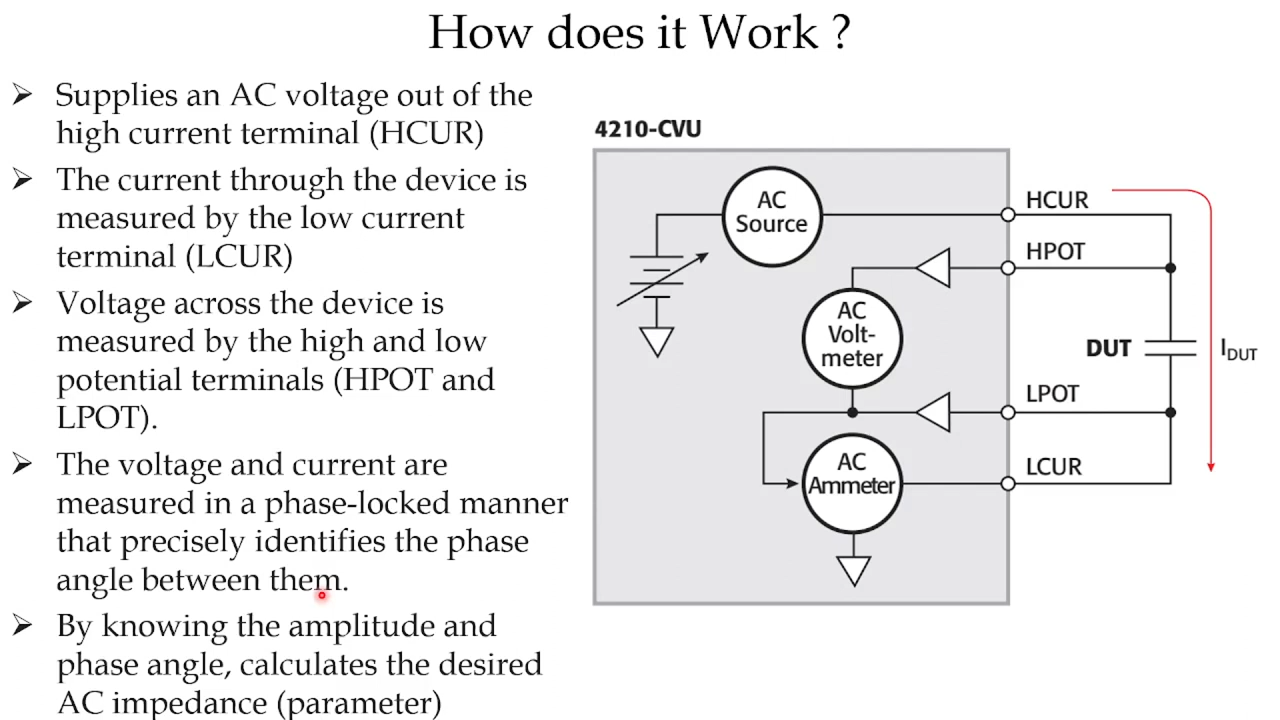 How does it Work ?
➢ Supplies an AC voltage out of the
high current terminal (HCUR)
➢ The current through the device is
measured by the low current
terminal (LCUR)
➢ Voltage across the device is
measured by the high and low
potential terminals (HPOT and
LPOT).
➢ The voltage and current are
measured in a phase-locked manner
that precisely identifies the phase
angle between them.
➢ By knowing the amplitude and
phase angle, calculates the desired
AC impedance (parameter)
4210-CVU
AC
Source
HCUR
HPOT
AC
Volt-
meter
DUT
IDUT
LPOT
AC
Ammeter
LCUR